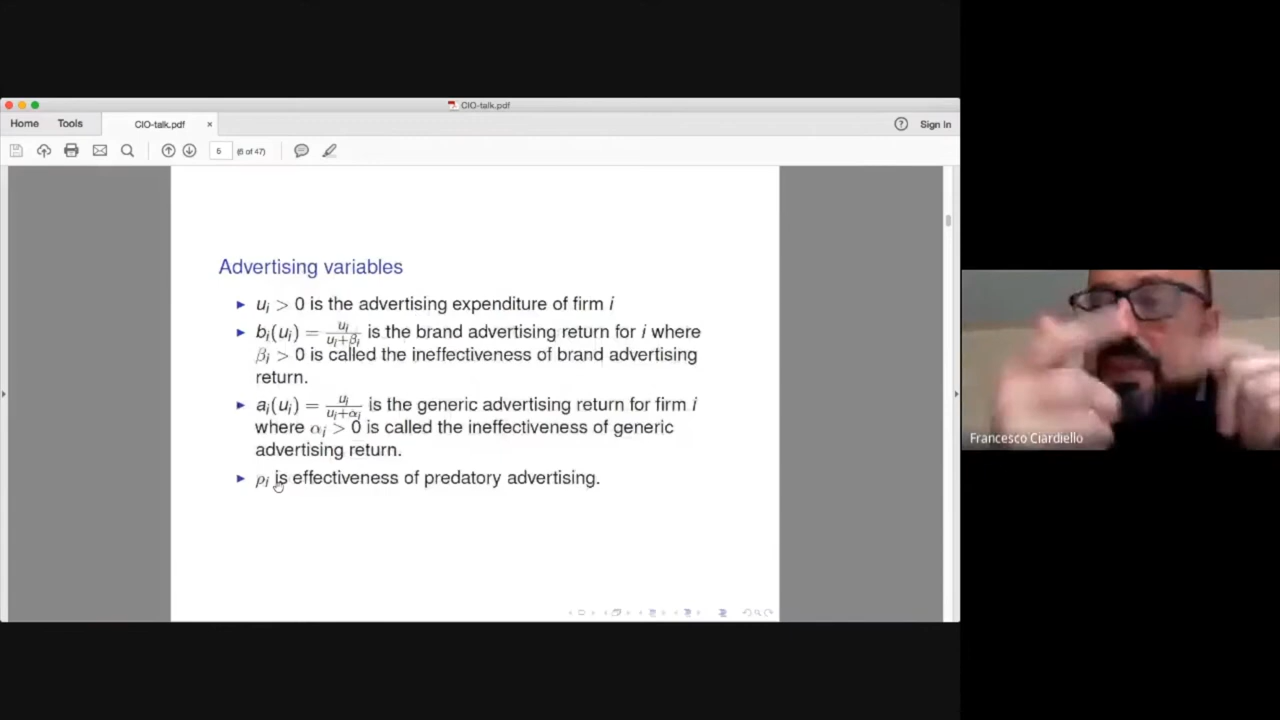 CIO-talk.pdf
Home Tools CIO-talk.pdf × ? Sign In
6 (6 of 47)
Advertising variables
► uᵢ > 0 is the advertising expenditure of firm i
► bᵢ(uᵢ) = uᵢ/(uᵢ+βᵢ) is the brand advertising return for i where
βᵢ > 0 is called the ineffectiveness of brand advertising
return.
► aᵢ(uᵢ) = uᵢ/(uᵢ+αᵢ) is the generic advertising return for firm i
where αᵢ > 0 is called the ineffectiveness of generic
advertising return.
► ρᵢ is effectiveness of predatory advertising.
Francesco Ciardiello